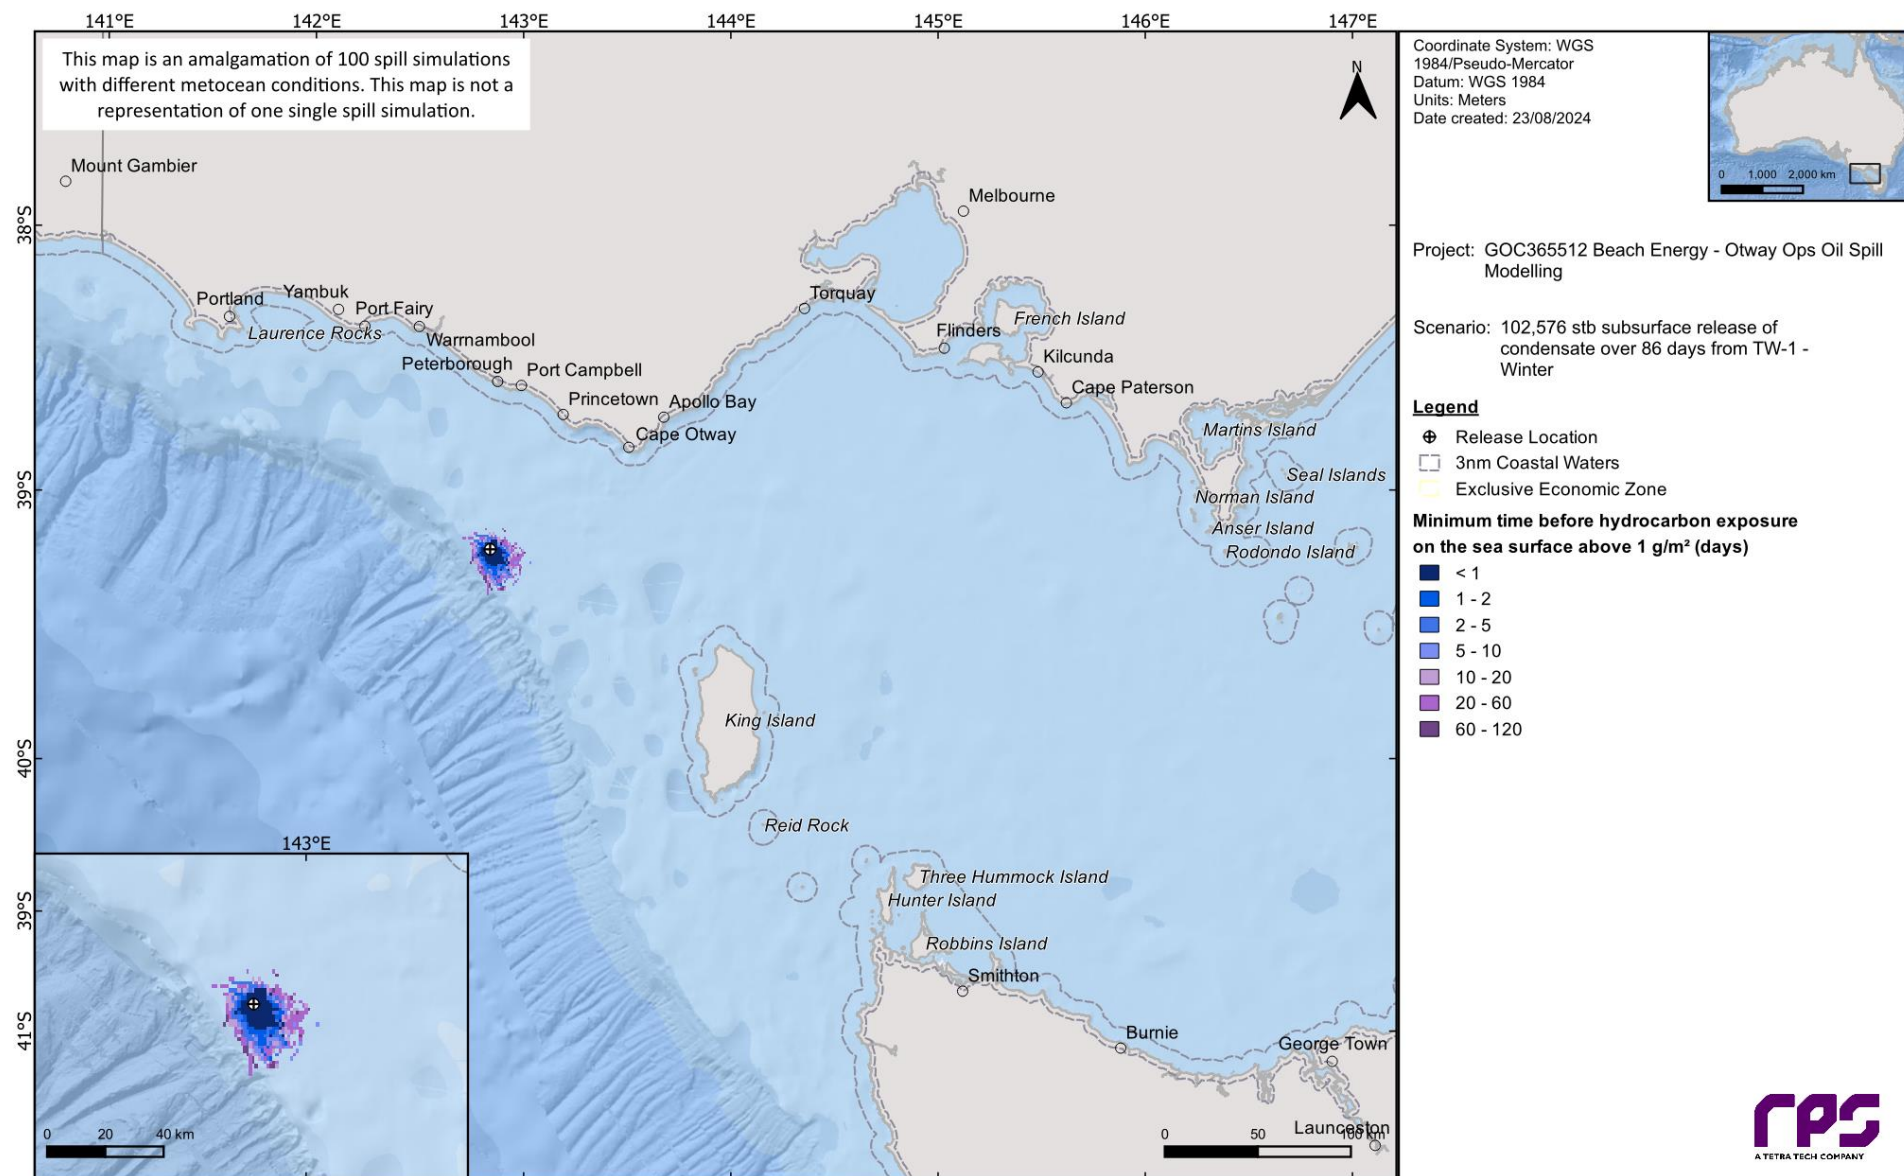 141°E 142°E 143°E 144°E 145°E 146°E 147°E
This map is an amalgamation of 100 spill simulations
with different metocean conditions. This map is not a
representation of one single spill simulation.
N
Mount Gambier
Melbourne
38°S
Portland
Yambuk
Port Fairy
Laurence Rocks
Warrnambool
Peterborough
Port Campbell
Princetown
Apollo Bay
Cape Otway
Torquay
Flinders
French Island
Kilcunda
Cape Paterson
Martins Island
Seal Islands
39°S
Norman Island
Anser Island
Rodondo Island
King Island
40°S
Reid Rock
Three Hummock Island
Hunter Island
Robbins Island
Smithton
41°S
Burnie
George Town
Launceston
0 50 100 km
143°E
39°S
0 20 40 km
Coordinate System: WGS
1984/Pseudo-Mercator
Datum: WGS 1984
Units: Meters
Date created: 23/08/2024
0 1,000 2,000 km
Project: GOC365512 Beach Energy - Otway Ops Oil Spill
Modelling
Scenario: 102,576 stb subsurface release of
condensate over 86 days from TW-1 -
Winter
Legend
Release Location
3nm Coastal Waters
Exclusive Economic Zone
Minimum time before hydrocarbon exposure
on the sea surface above 1 g/m² (days)
< 1
1 - 2
2 - 5
5 - 10
10 - 20
20 - 60
60 - 120
rps
A TETRA TECH COMPANY